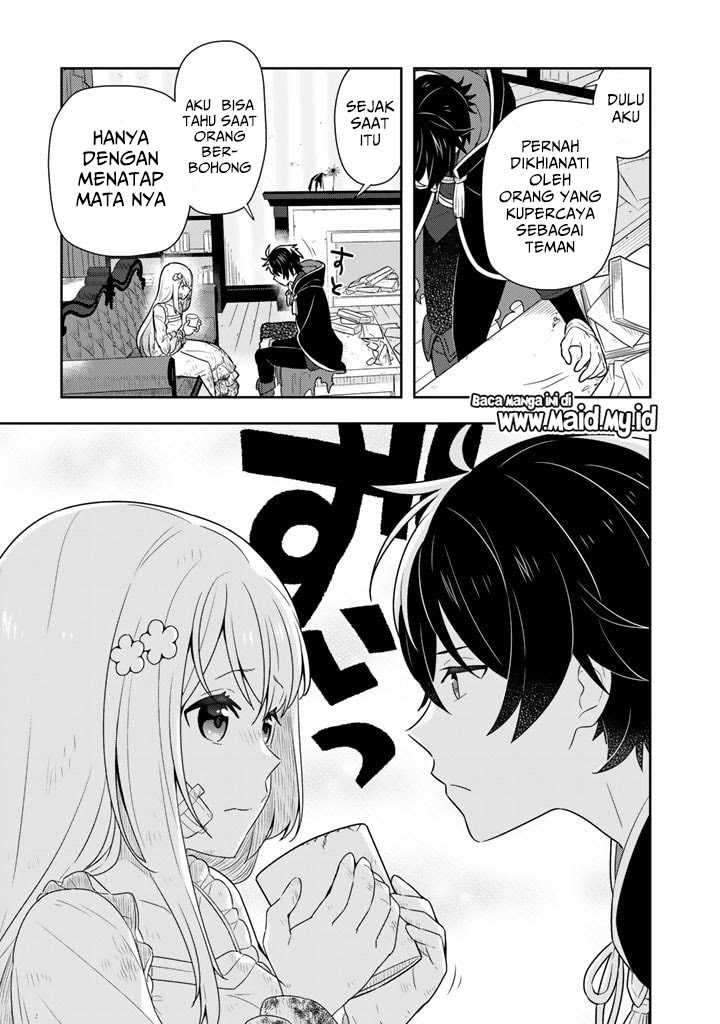 DULU
AKU
PERNAH
DIKHIANATI
OLEH
ORANG YANG
KUPERCAYA
SEBAGAI
TEMAN
SEJAK
SAAT
ITU
AKU BISA
TAHU SAAT
ORANG
BER-
BOHONG
HANYA
DENGAN
MENATAP
MATA NYA
すっ
Baca Manga ini di
www.Maid.My.id
ずいっ